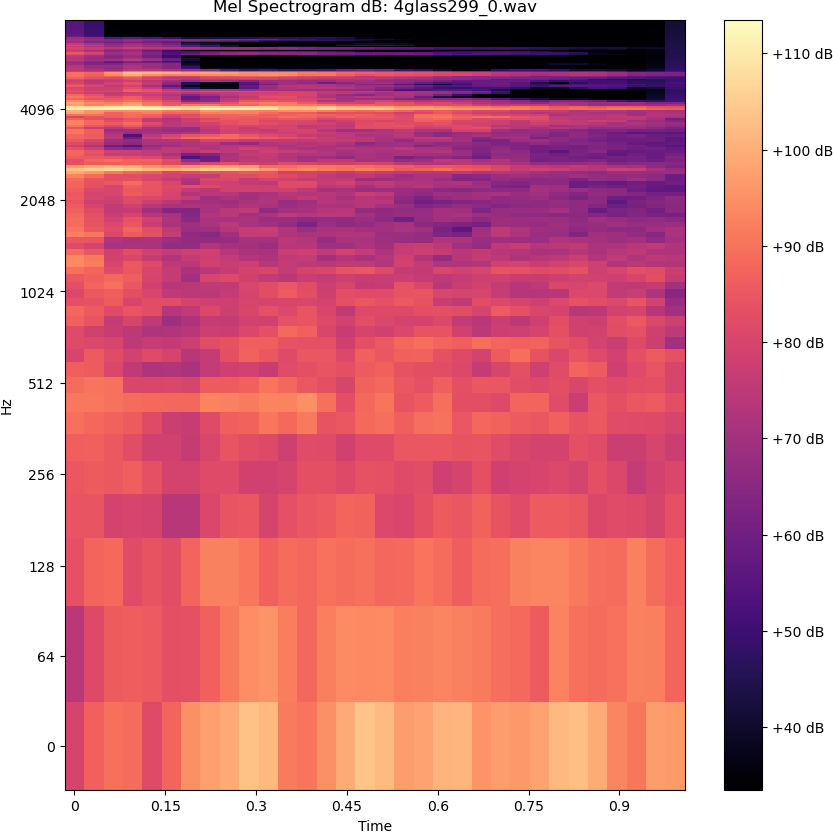 Mel Spectrogram dB: 4glass299_0.wav
Hz
4096
2048
1024
512
256
128
64
0
0
0.15
0.3
0.45
0.6
0.75
0.9
Time
+110 dB
+100 dB
+90 dB
+80 dB
+70 dB
+60 dB
+50 dB
+40 dB